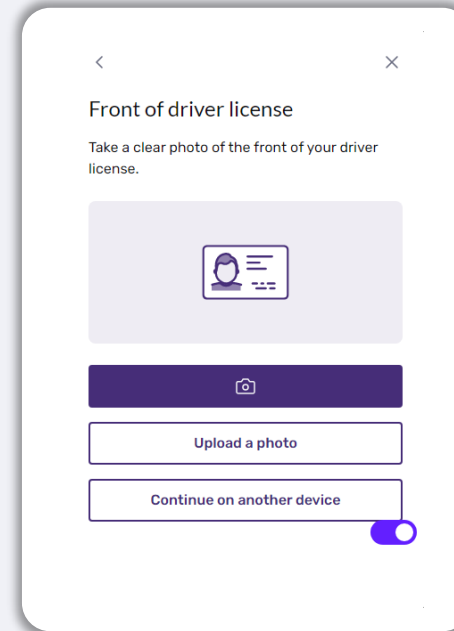 Front of driver license
Take a clear photo of the front of your driver
license.
Upload a photo
Continue on another device